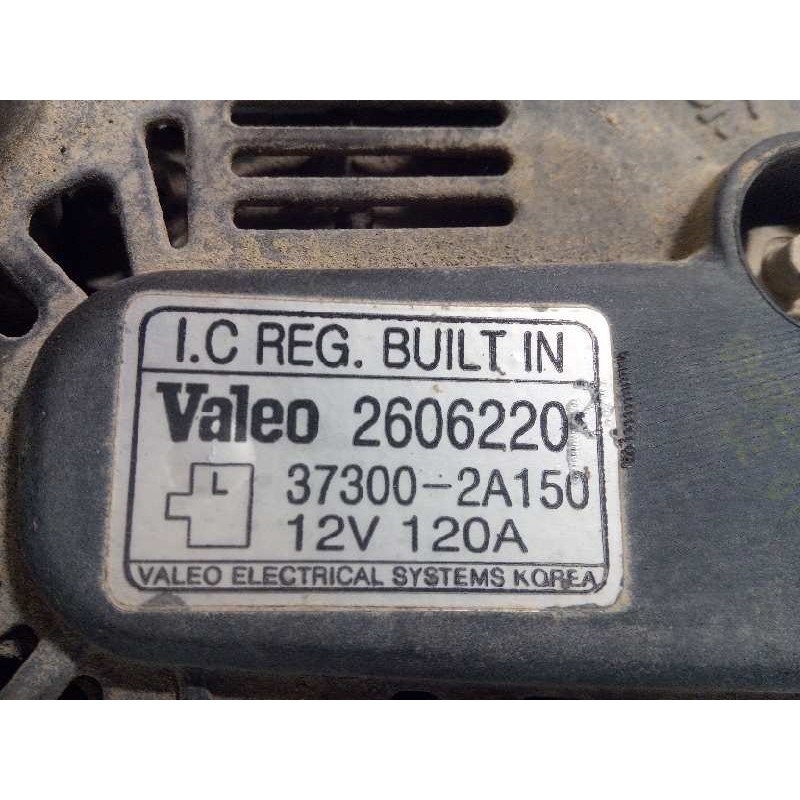 I.C REG. BUILT IN
Valeo 2606220
L 37300-2A150
12V 120A
VALEO ELECTRICAL SYSTEMS KOREA